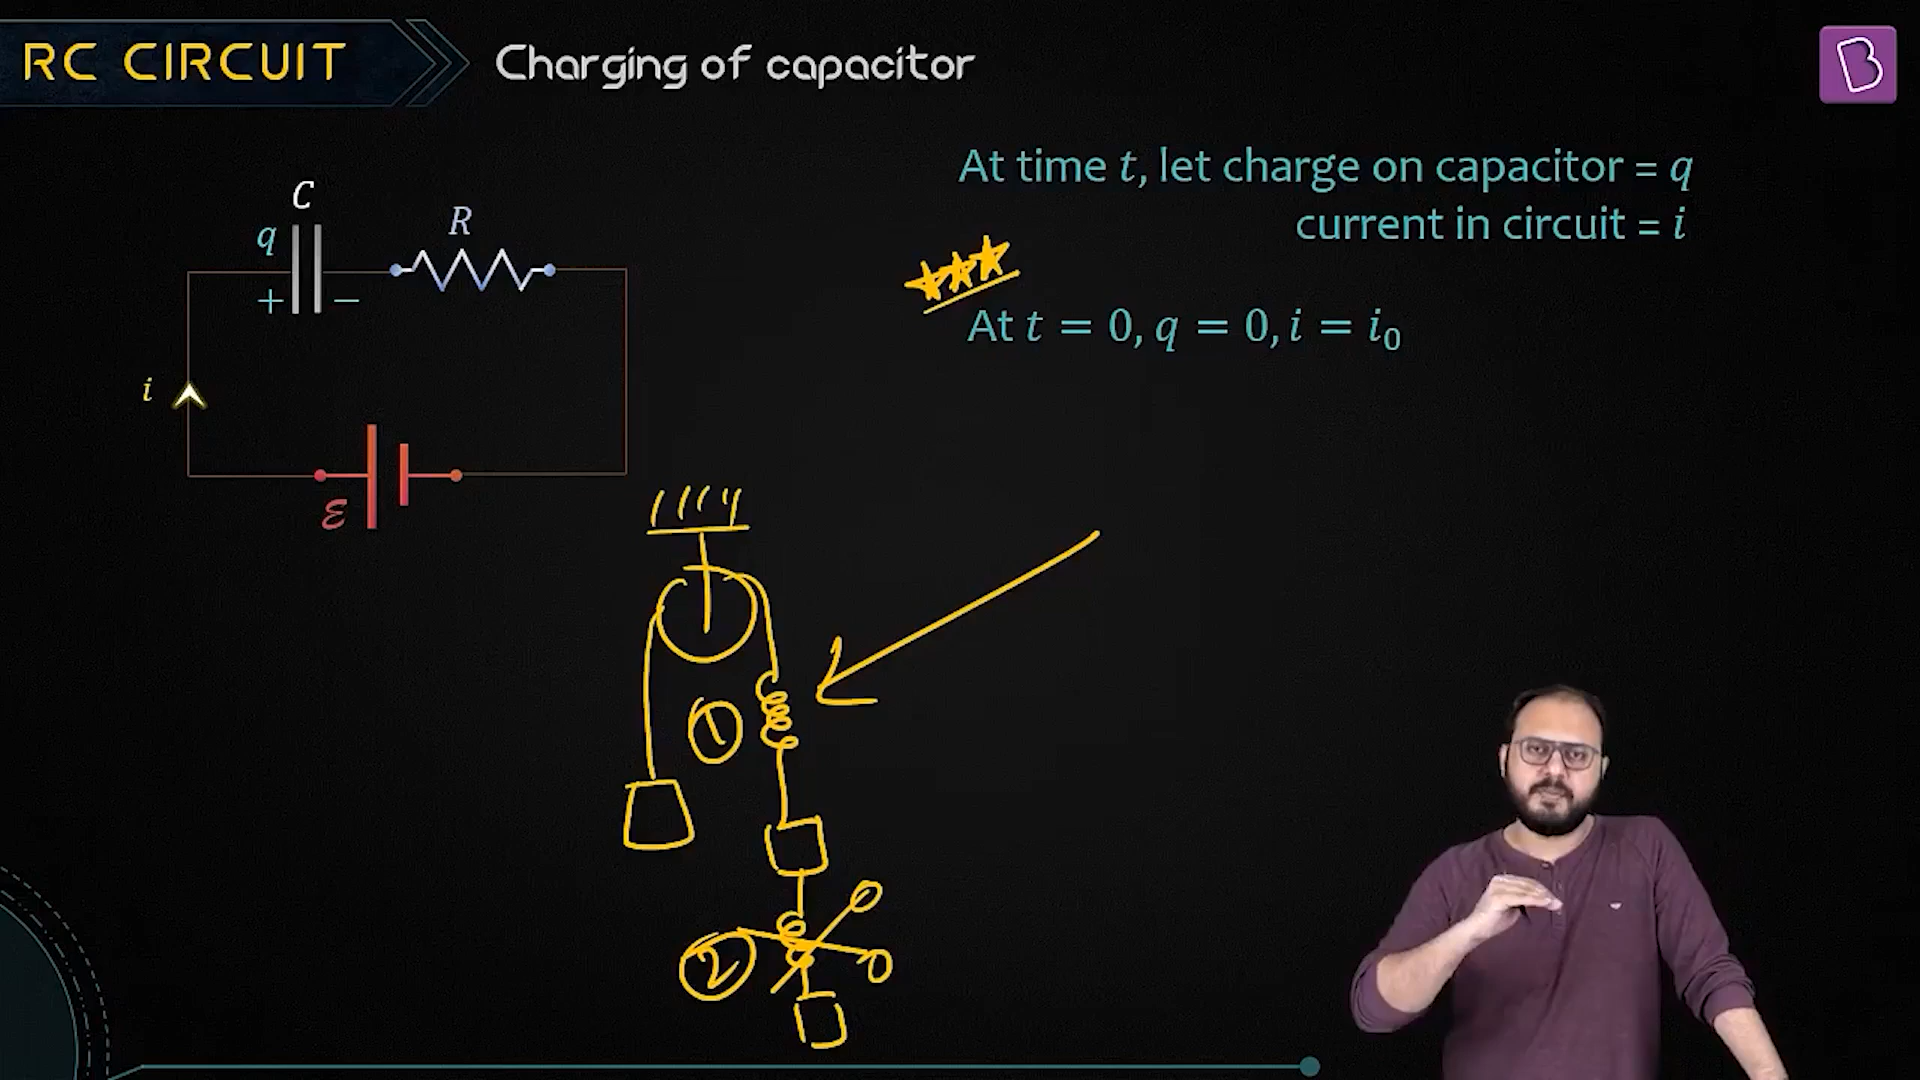 RC CIRCUIT
Charging of capacitor
B
At time t, let charge on capacitor = q
current in circuit = i
At t = 0, q = 0, i = i₀
C
q
R
+
−
i
ε
1
2